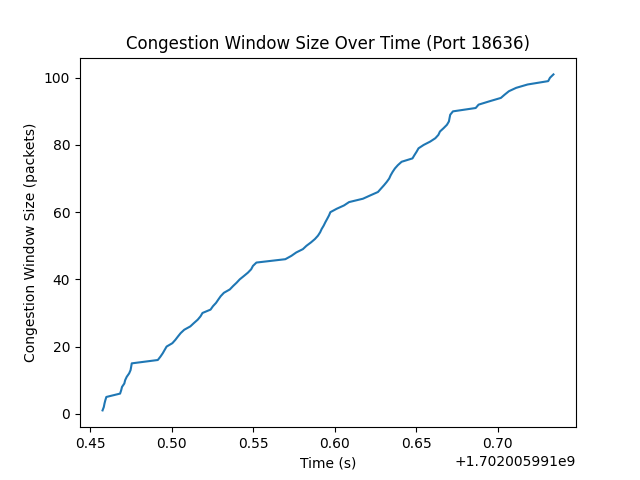 Congestion Window Size Over Time (Port 18636)
Congestion Window Size (packets)
100
80
60
40
20
0
0.45 0.50 0.55 0.60 0.65 0.70
Time (s)
+1.702005991e9